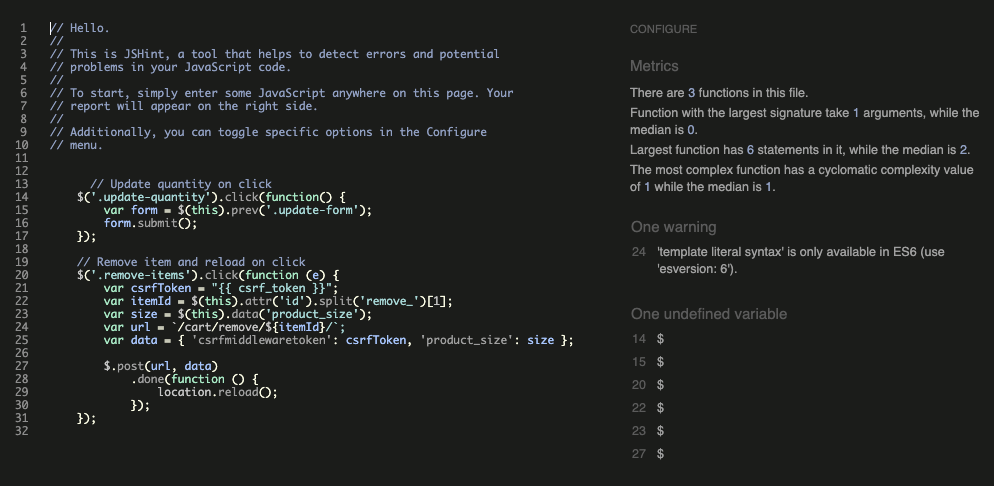 1 // Hello.
2 //
3 // This is JSHint, a tool that helps to detect errors and potential
4 // problems in your JavaScript code.
5 //
6 // To start, simply enter some JavaScript anywhere on this page. Your
7 // report will appear on the right side.
8 //
9 // Additionally, you can toggle specific options in the Configure
10 // menu.
11
12
13       // Update quantity on click
14     $('.update-quantity').click(function() {
15         var form = $(this).prev('.update-form');
16         form.submit();
17     });
18
19     // Remove item and reload on click
20     $('.remove-items').click(function (e) {
21         var csrfToken = "{{ csrf_token }}";
22         var itemId = $(this).attr('id').split('remove_')[1];
23         var size = $(this).data('product_size');
24         var url = `/cart/remove/${itemId}/`;
25         var data = { 'csrfmiddlewaretoken': csrfToken, 'product_size': size };
26
27         $.post(url, data)
28             .done(function () {
29                 location.reload();
30             });
31     });
32
CONFIGURE
Metrics
There are 3 functions in this file.
Function with the largest signature take 1 arguments, while the
median is 0.
Largest function has 6 statements in it, while the median is 2.
The most complex function has a cyclomatic complexity value
of 1 while the median is 1.
One warning
24 'template literal syntax' is only available in ES6 (use
'esversion: 6').
One undefined variable
14 $
15 $
20 $
22 $
23 $
27 $